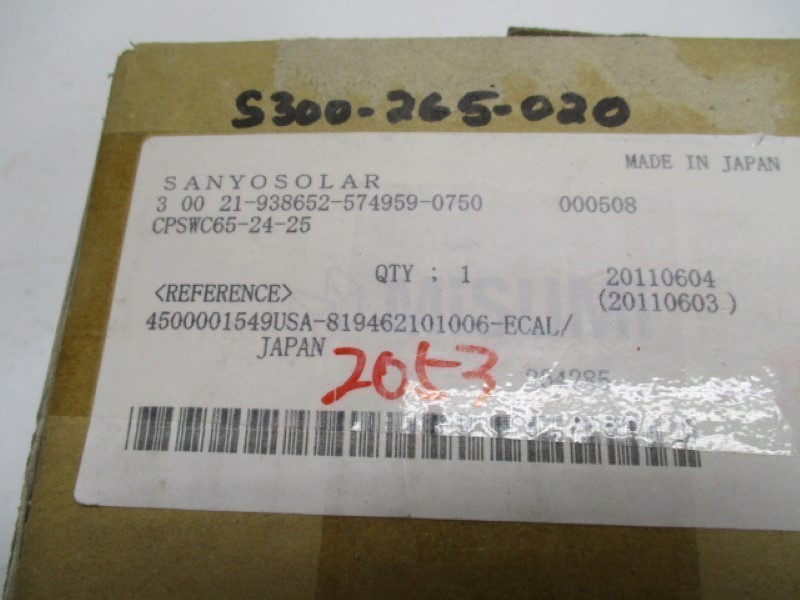 S300-265-020
MADE IN JAPAN
SANYOSOLAR
3 00 21-938652-574959-0750 000508
CPSWC65-24-25
QTY : 1 20110604
<REFERENCE> (20110603)
MiSUMi
4500001549USA-819462101006-ECAL/
JAPAN